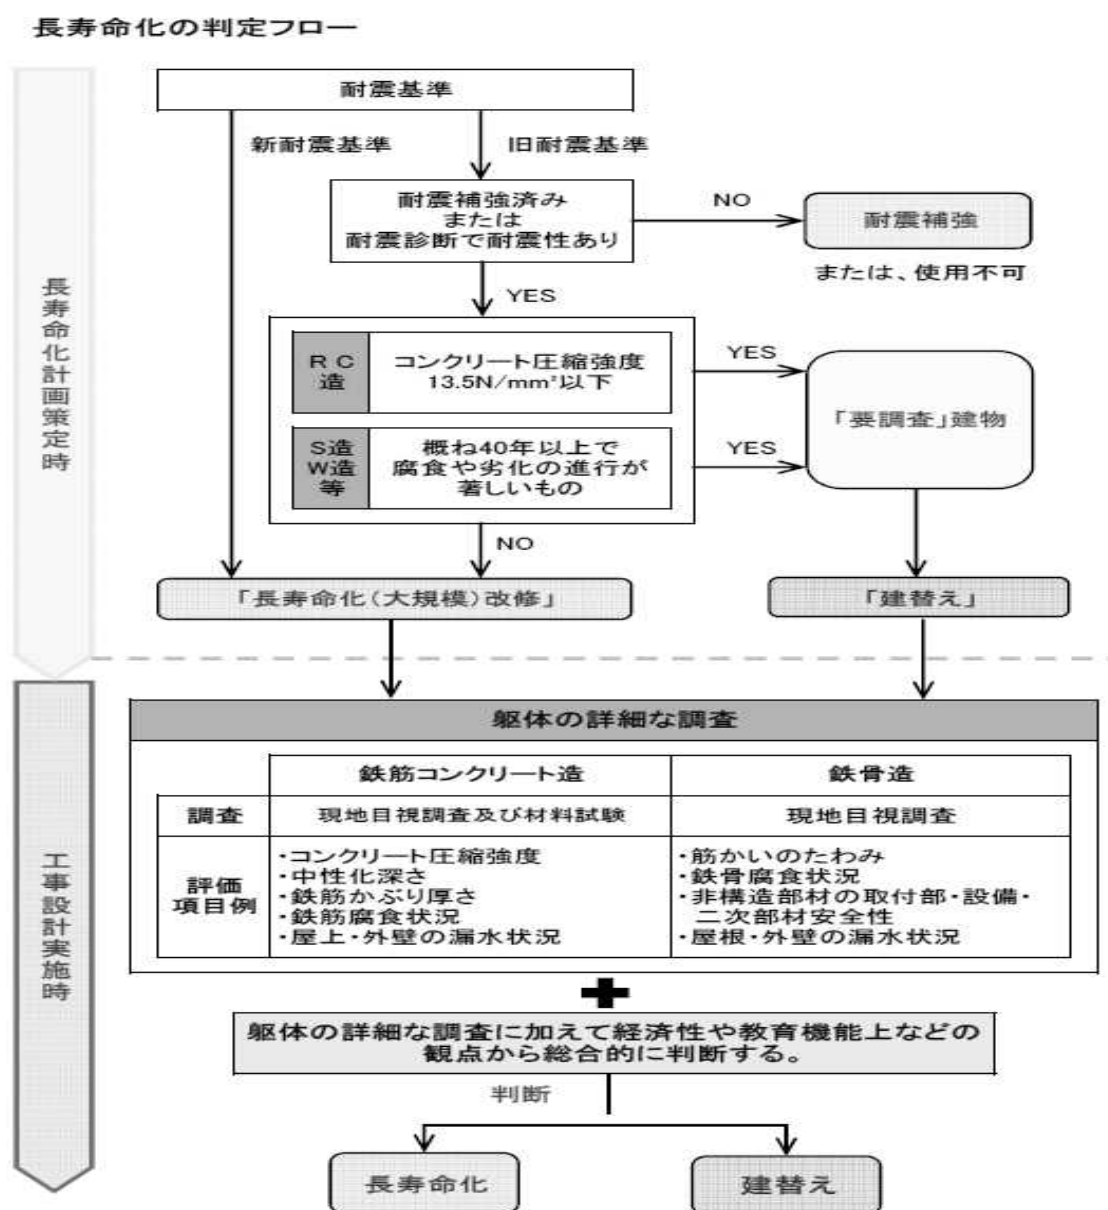 長寿命化の判定フロー
長寿命化計画策定時
耐震基準
新耐震基準
旧耐震基準
耐震補強済み
または
耐震診断で耐震性あり
NO
耐震補強
または、使用不可
YES
RC
造
コンクリート圧縮強度
13.5N/mm²以下
YES
「要調査」建物
S造
W造
等
概ね40年以上で
腐食や劣化の進行が
著しいもの
YES
NO
「長寿命化(大規模)改修」
「建替え」
工事設計実施時
躯体の詳細な調査
鉄筋コンクリート造
鉄骨造
調査
現地目視調査及び材料試験
現地目視調査
評価
項目例
・コンクリート圧縮強度
・中性化深さ
・鉄筋かぶり厚さ
・鉄筋腐食状況
・屋上・外壁の漏水状況
・筋かいのたわみ
・鉄骨腐食状況
・非構造部材の取付部・設備・
二次部材安全性
・屋根・外壁の漏水状況
躯体の詳細な調査に加えて経済性や教育機能上などの
観点から総合的に判断する。
判断
長寿命化
建替え